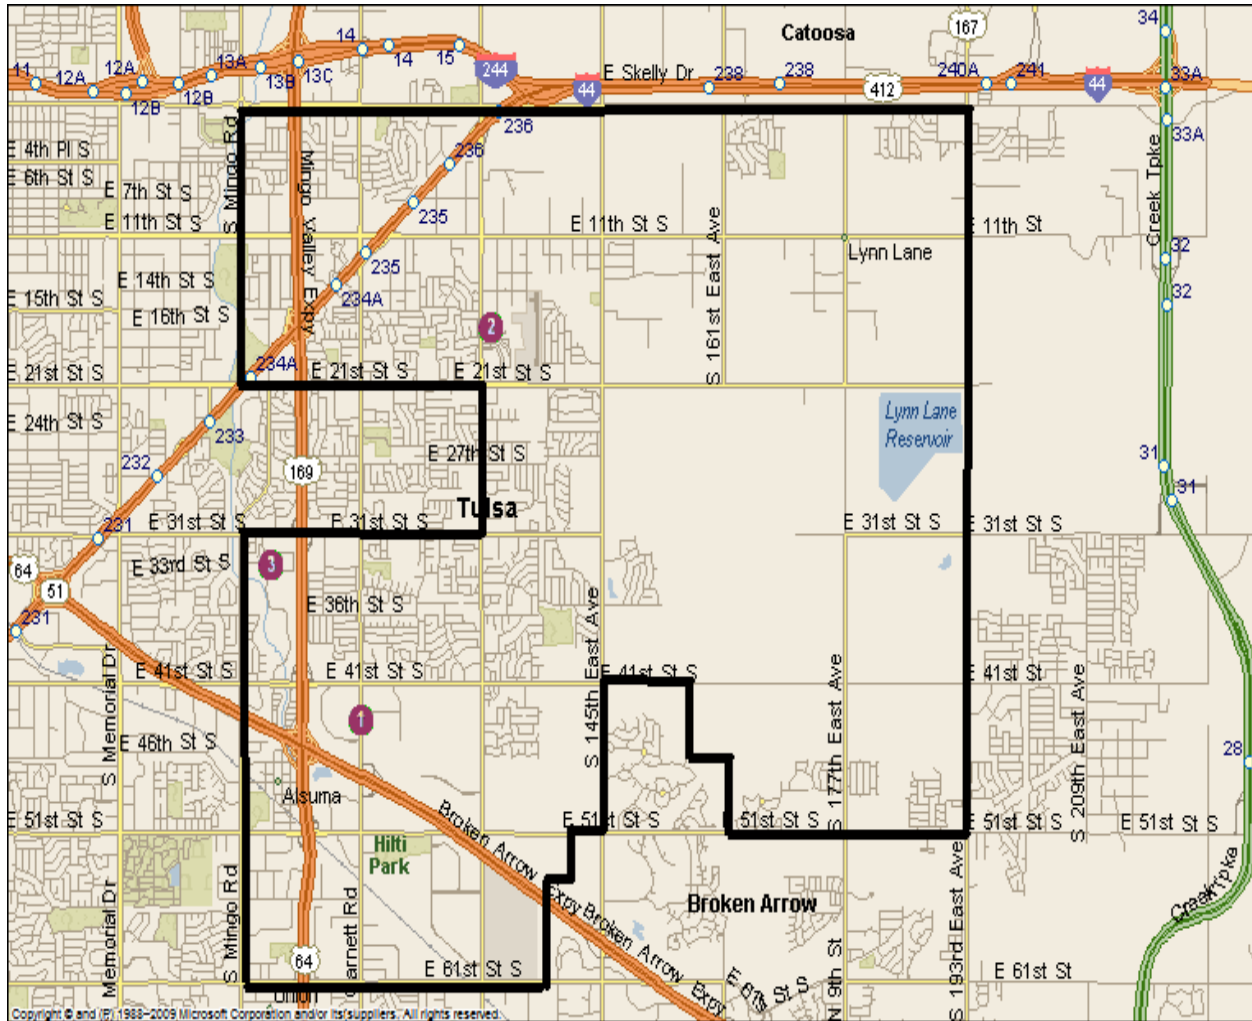 Catoosa
167
34
11
12A
12A
12B
12B
13A
13B
13C
14
14
15
244
44
E Skelly Dr
238
238
412
240A
241
44
33A
33A
236
236
E 4th Pl S
E 6th St S
E 7th St S
E 11th St S
S Mingo Rd
Mingo Valley Expy
235
235
E 11th St S
S 161st East Ave
E 11th St
Creek Tpke
Lynn Lane
32
32
E 14th St S
E 15th St S
E 16th St S
234A
2
234A
E 21st St S
E 21st St S
E 21st St S
E 24th St S
233
232
231
169
E 27th St S
Lynn Lane
Reservoir
31
31
Tulsa
E 31st St S
E 31st St S
E 31st St S
E 31st St S
64
51
231
E 33rd St S
3
E 36th St S
S 145th East Ave
E 41st St S
E 41st St S
E 41st St S
E 41st St
S Memorial Dr
E 46th St S
1
Alsuma
S 177th East Ave
S 209th East Ave
28
E 51st St S
E 51st St S
E 51st St S
E 51st St S
E 51st St S
Hilti
Park
Broken Arrow Expy
Broken Arrow Expy
Broken Arrow
Memorial Dr
S Mingo Rd
Garnett Rd
64
E 61st St S
E 61st St S
E 61st St
N 9th St
S 193rd East Ave
Creek Tpke
Union
Copyright © and (P) 1988–2009 Microsoft Corporation and/or its suppliers. All rights reserved.